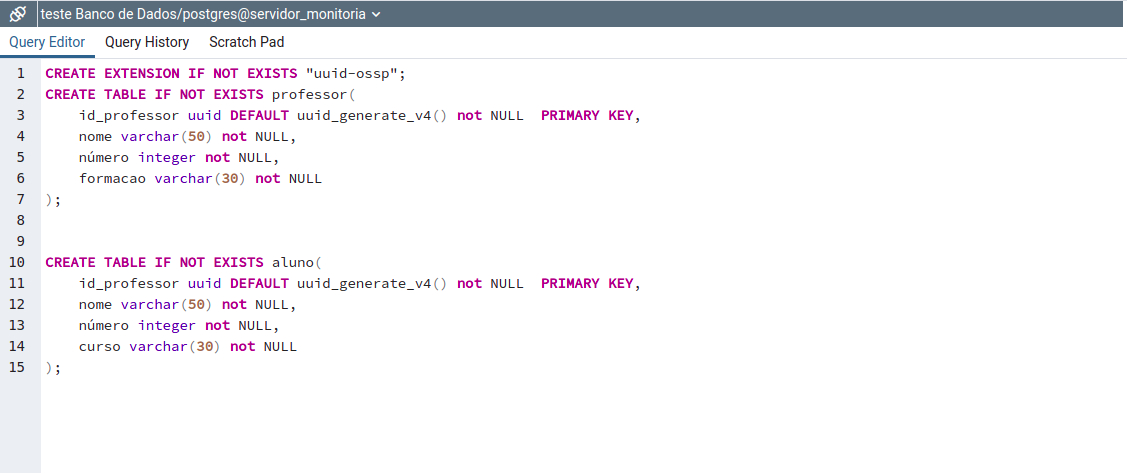 teste Banco de Dados/postgres@servidor_monitoria
Query Editor Query History Scratch Pad
1 CREATE EXTENSION IF NOT EXISTS "uuid-ossp";
2 CREATE TABLE IF NOT EXISTS professor(
3 id_professor uuid DEFAULT uuid_generate_v4() not NULL  PRIMARY KEY,
4 nome varchar(50) not NULL,
5 número integer not NULL,
6 formacao varchar(30) not NULL
7 );
8
9
10 CREATE TABLE IF NOT EXISTS aluno(
11 id_professor uuid DEFAULT uuid_generate_v4() not NULL  PRIMARY KEY,
12 nome varchar(50) not NULL,
13 número integer not NULL,
14 curso varchar(30) not NULL
15 );